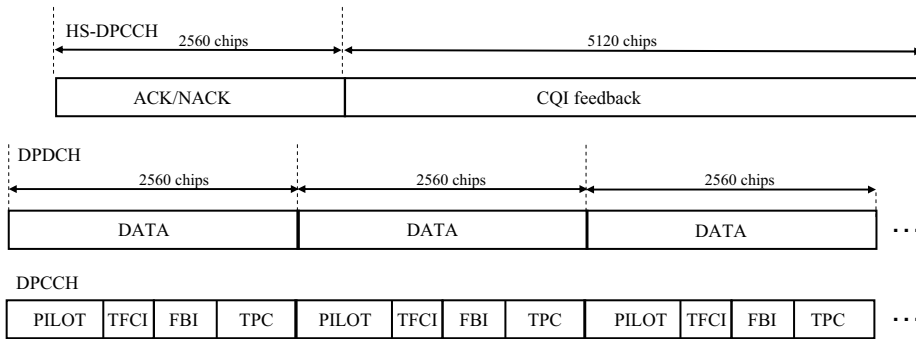 HS-DPCCH
2560 chips 5120 chips
ACK/NACK CQI feedback
DPDCH
2560 chips 2560 chips 2560 chips
DATA DATA DATA ...
DPCCH
PILOT TFCI FBI TPC PILOT TFCI FBI TPC PILOT TFCI FBI TPC ...